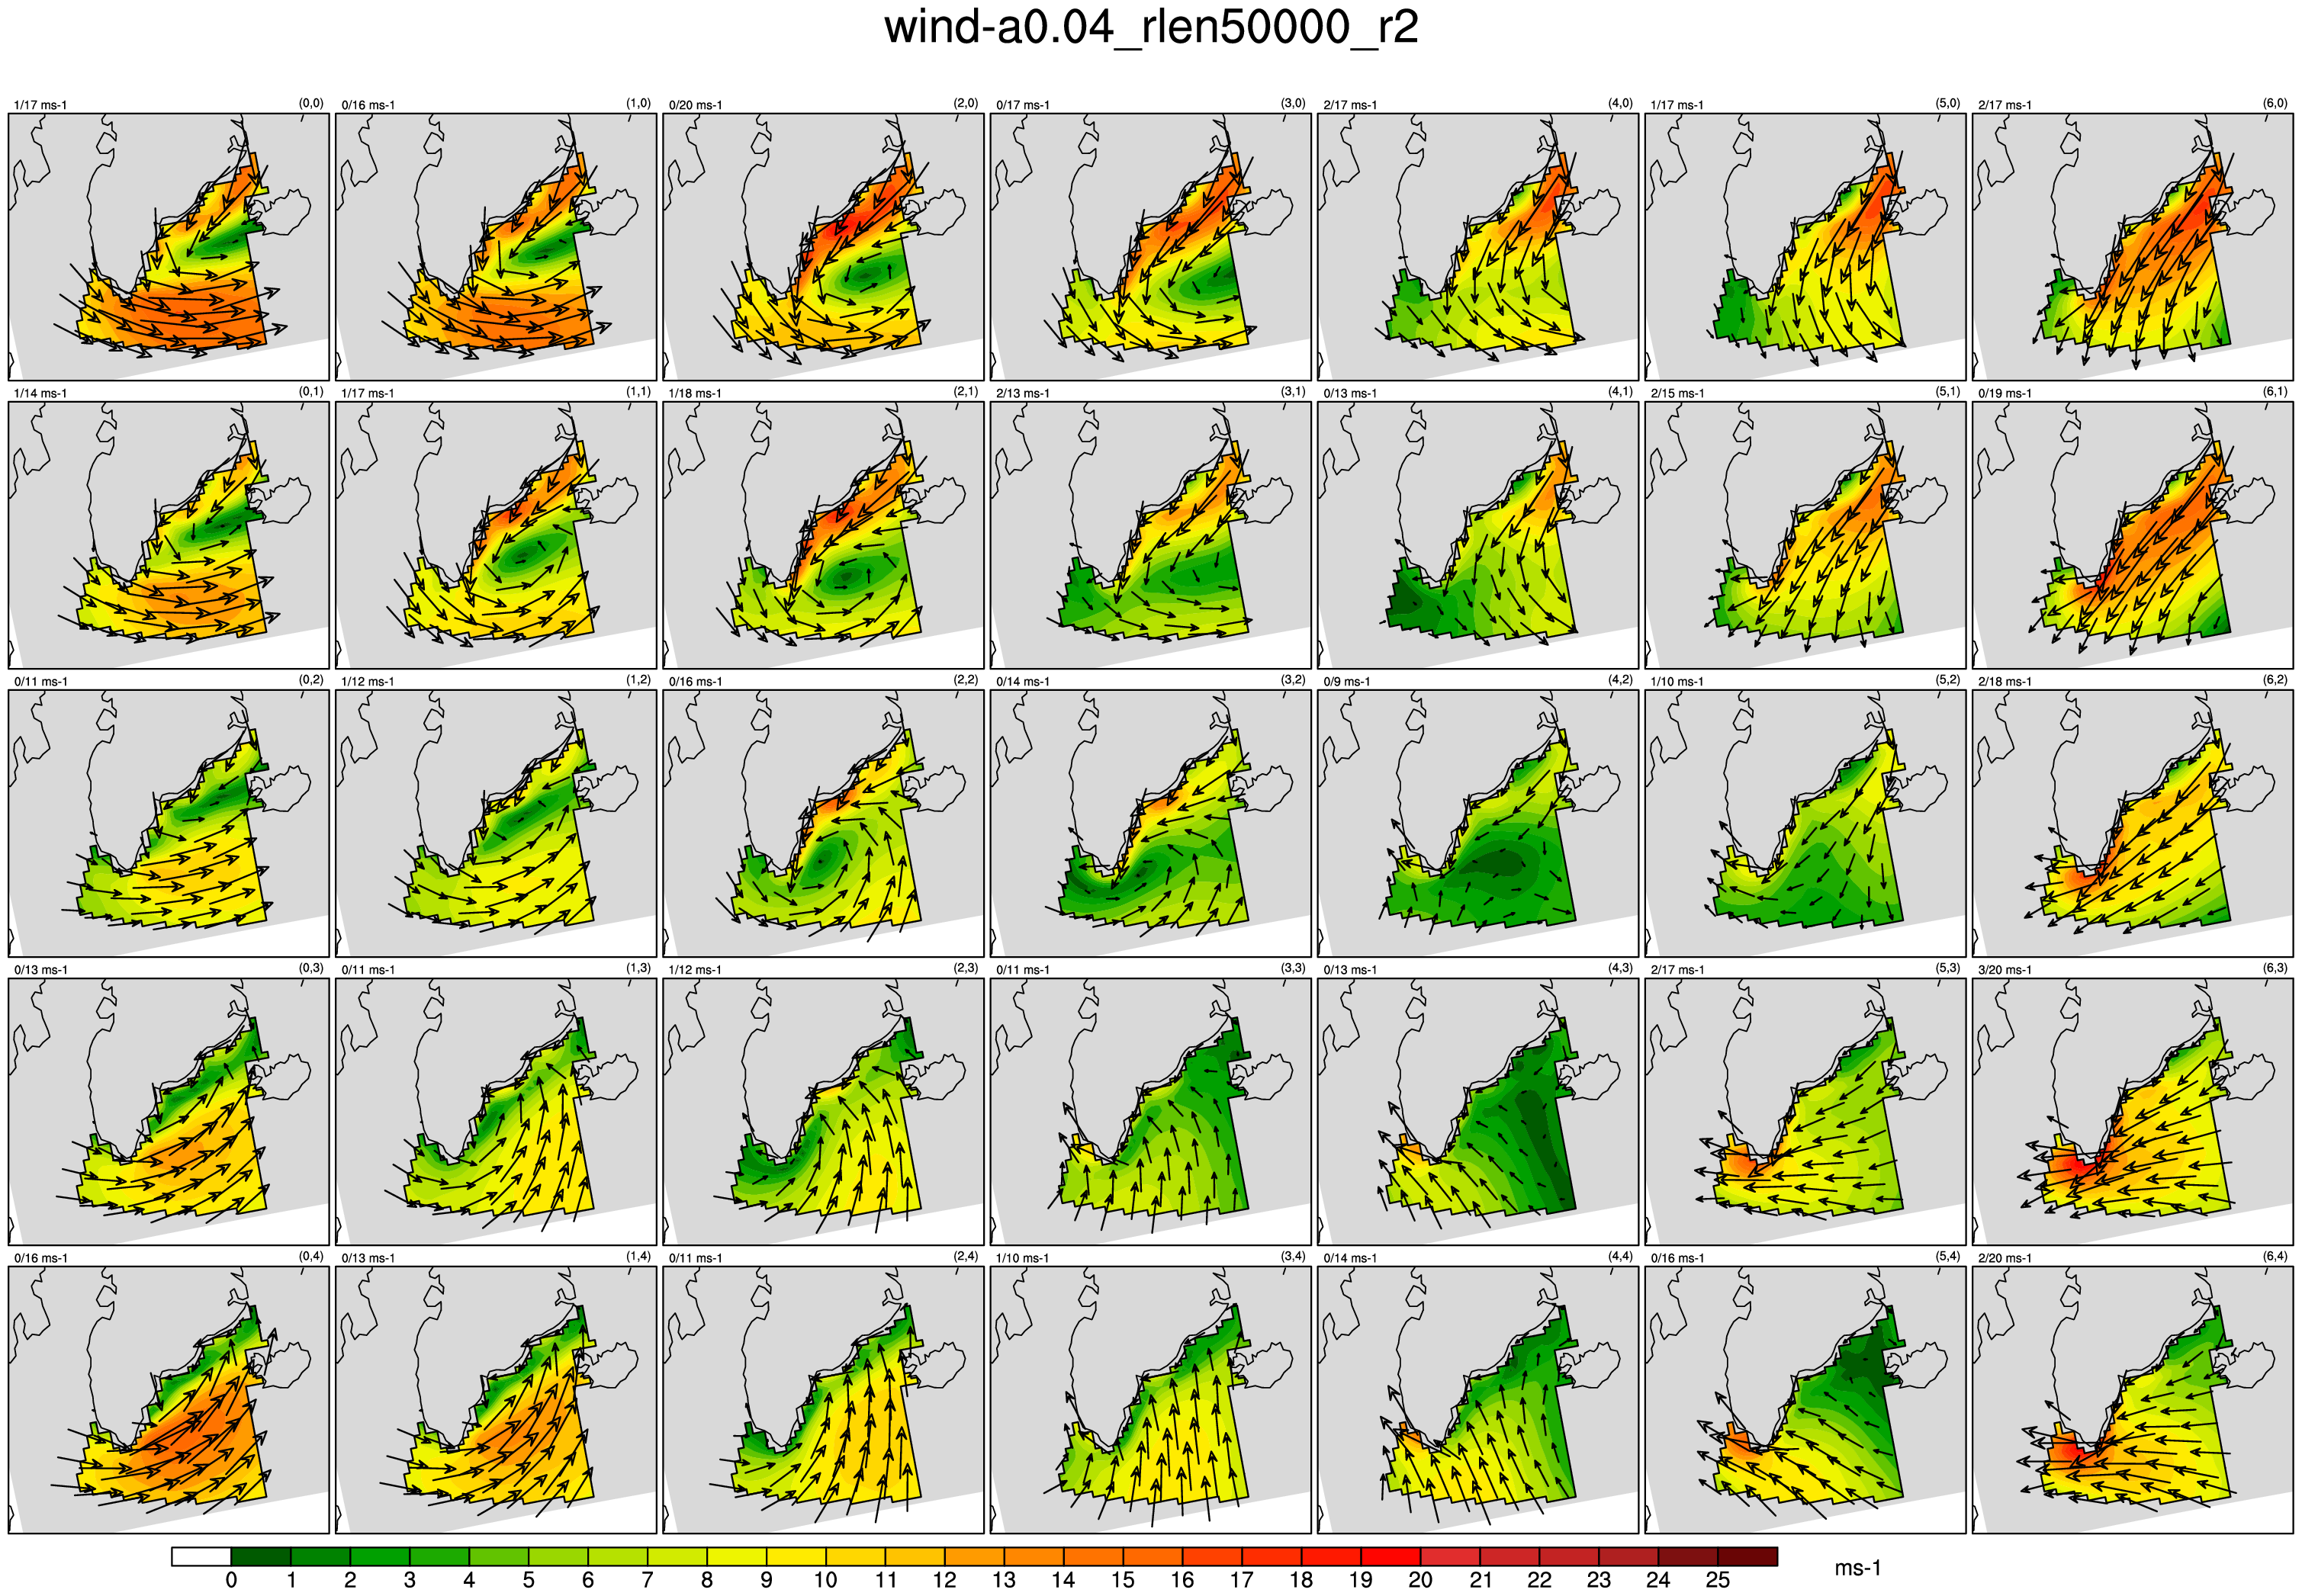 wind-a0.04_rlen50000_r2
1/17 ms-1 (0,0) 0/16 ms-1 (1,0) 0/20 ms-1 (2,0) 0/17 ms-1 (3,0) 2/17 ms-1 (4,0) 1/17 ms-1 (5,0) 2/17 ms-1 (6,0)
1/14 ms-1 (0,1) 1/17 ms-1 (1,1) 1/18 ms-1 (2,1) 2/13 ms-1 (3,1) 0/13 ms-1 (4,1) 2/15 ms-1 (5,1) 0/19 ms-1 (6,1)
0/11 ms-1 (0,2) 1/12 ms-1 (1,2) 0/16 ms-1 (2,2) 0/14 ms-1 (3,2) 0/9 ms-1 (4,2) 1/10 ms-1 (5,2) 2/18 ms-1 (6,2)
0/13 ms-1 (0,3) 0/11 ms-1 (1,3) 1/12 ms-1 (2,3) 0/11 ms-1 (3,3) 0/13 ms-1 (4,3) 2/17 ms-1 (5,3) 3/20 ms-1 (6,3)
0/16 ms-1 (0,4) 0/13 ms-1 (1,4) 0/11 ms-1 (2,4) 1/10 ms-1 (3,4) 0/14 ms-1 (4,4) 0/16 ms-1 (5,4) 2/20 ms-1 (6,4)
0 1 2 3 4 5 6 7 8 9 10 11 12 13 14 15 16 17 18 19 20 21 22 23 24 25 ms-1